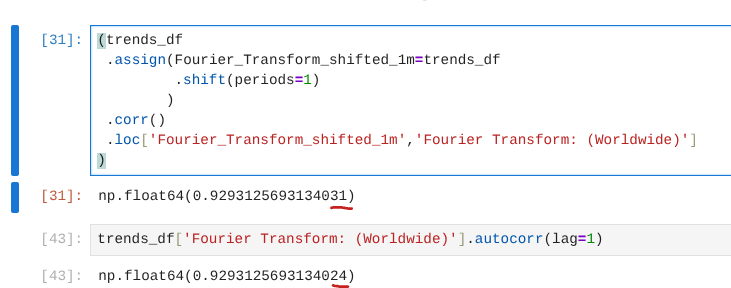 [31]: (trends_df
.assign(Fourier_Transform_shifted_1m=trends_df
.shift(periods=1)
)
.corr()
.loc['Fourier_Transform_shifted_1m','Fourier Transform: (Worldwide)']
)
[31]: np.float64(0.9293125693134031)
[43]: trends_df['Fourier Transform: (Worldwide)'].autocorr(lag=1)
[43]: np.float64(0.9293125693134024)